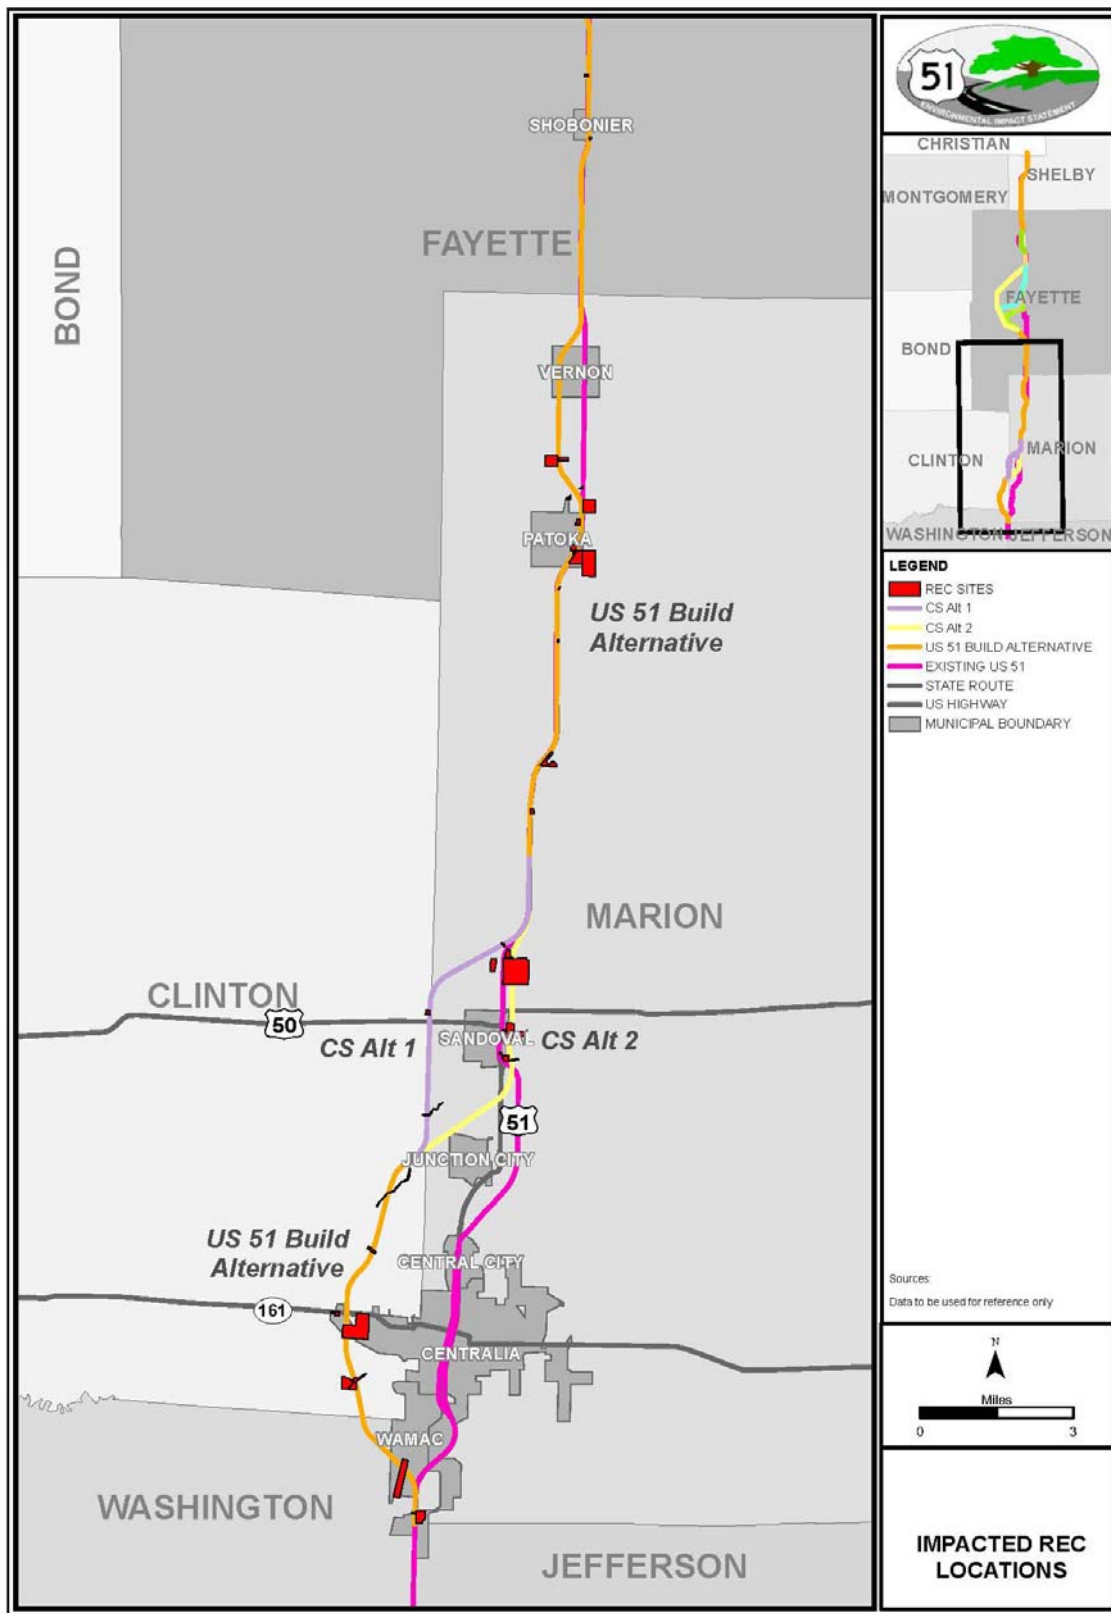 SHOBONIER
FAYETTE
BOND
VERNON
PATOKA
US 51 Build
Alternative
MARION
CLINTON
50
CS Alt 1
SANDOVAL
CS Alt 2
51
JUNCTION CITY
US 51 Build
Alternative
CENTRAL CITY
161
CENTRALIA
WAMAC
WASHINGTON
JEFFERSON
51
ENVIRONMENTAL IMPACT STATEMENT
CHRISTIAN
SHELBY
MONTGOMERY
FAYETTE
BOND
MARION
CLINTON
WASHINGTON
JEFFERSON
LEGEND
REC SITES
CS Alt 1
CS Alt 2
US 51 BUILD ALTERNATIVE
EXISTING US 51
STATE ROUTE
US HIGHWAY
MUNICIPAL BOUNDARY
Sources:
Data to be used for reference only
N
Miles
0 3
IMPACTED REC
LOCATIONS